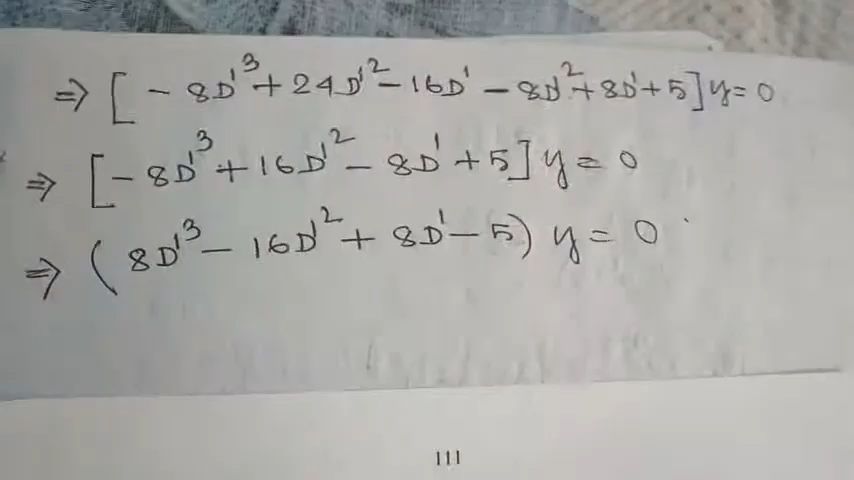 ⇒ [ - 8D'³ + 24D'² - 16D' - 8D'² + 8D' + 5 ] y = 0
⇒ [ - 8D'³ + 16D'² - 8D' + 5 ] y = 0
⇒ ( 8D'³ - 16D'² + 8D' - 5 ) y = 0
111